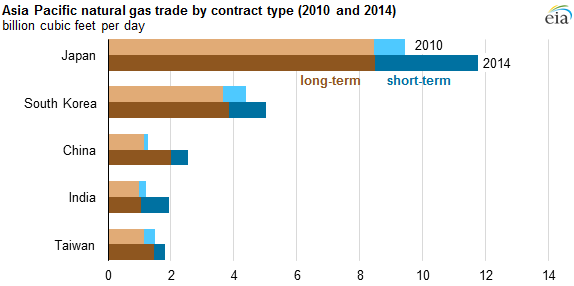 Asia Pacific natural gas trade by contract type (2010 and 2014)
billion cubic feet per day
eia
Japan
2010
2014
long-term
short-term
South Korea
China
India
Taiwan
0 2 4 6 8 10 12 14